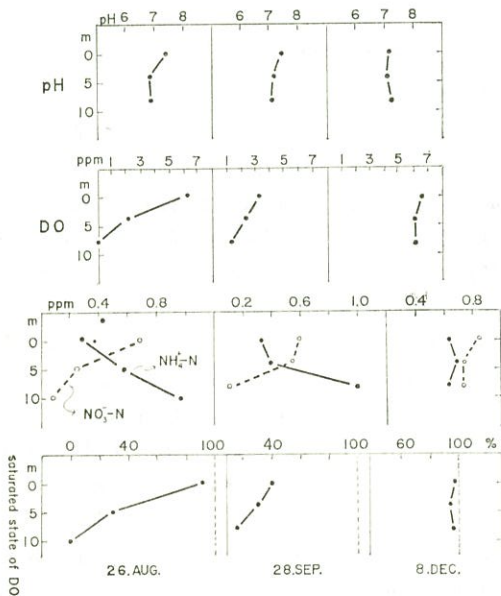 pH 6 7 8 6 7 8 6 7 8
m
0
pH 5
10
ppm 1 3 5 7 1 3 5 7 1 3 5 7
m
0
DO 5
10
ppm 0.4 0.8 0.2 0.6 1.0 0.4 0.8
m
0
5 NH₄⁺-N
10
NO₃⁻-N
0 40 100 40 100 60 100 %
m
0
5
10
saturated state of DO
26. AUG. 28. SEP. 8. DEC.